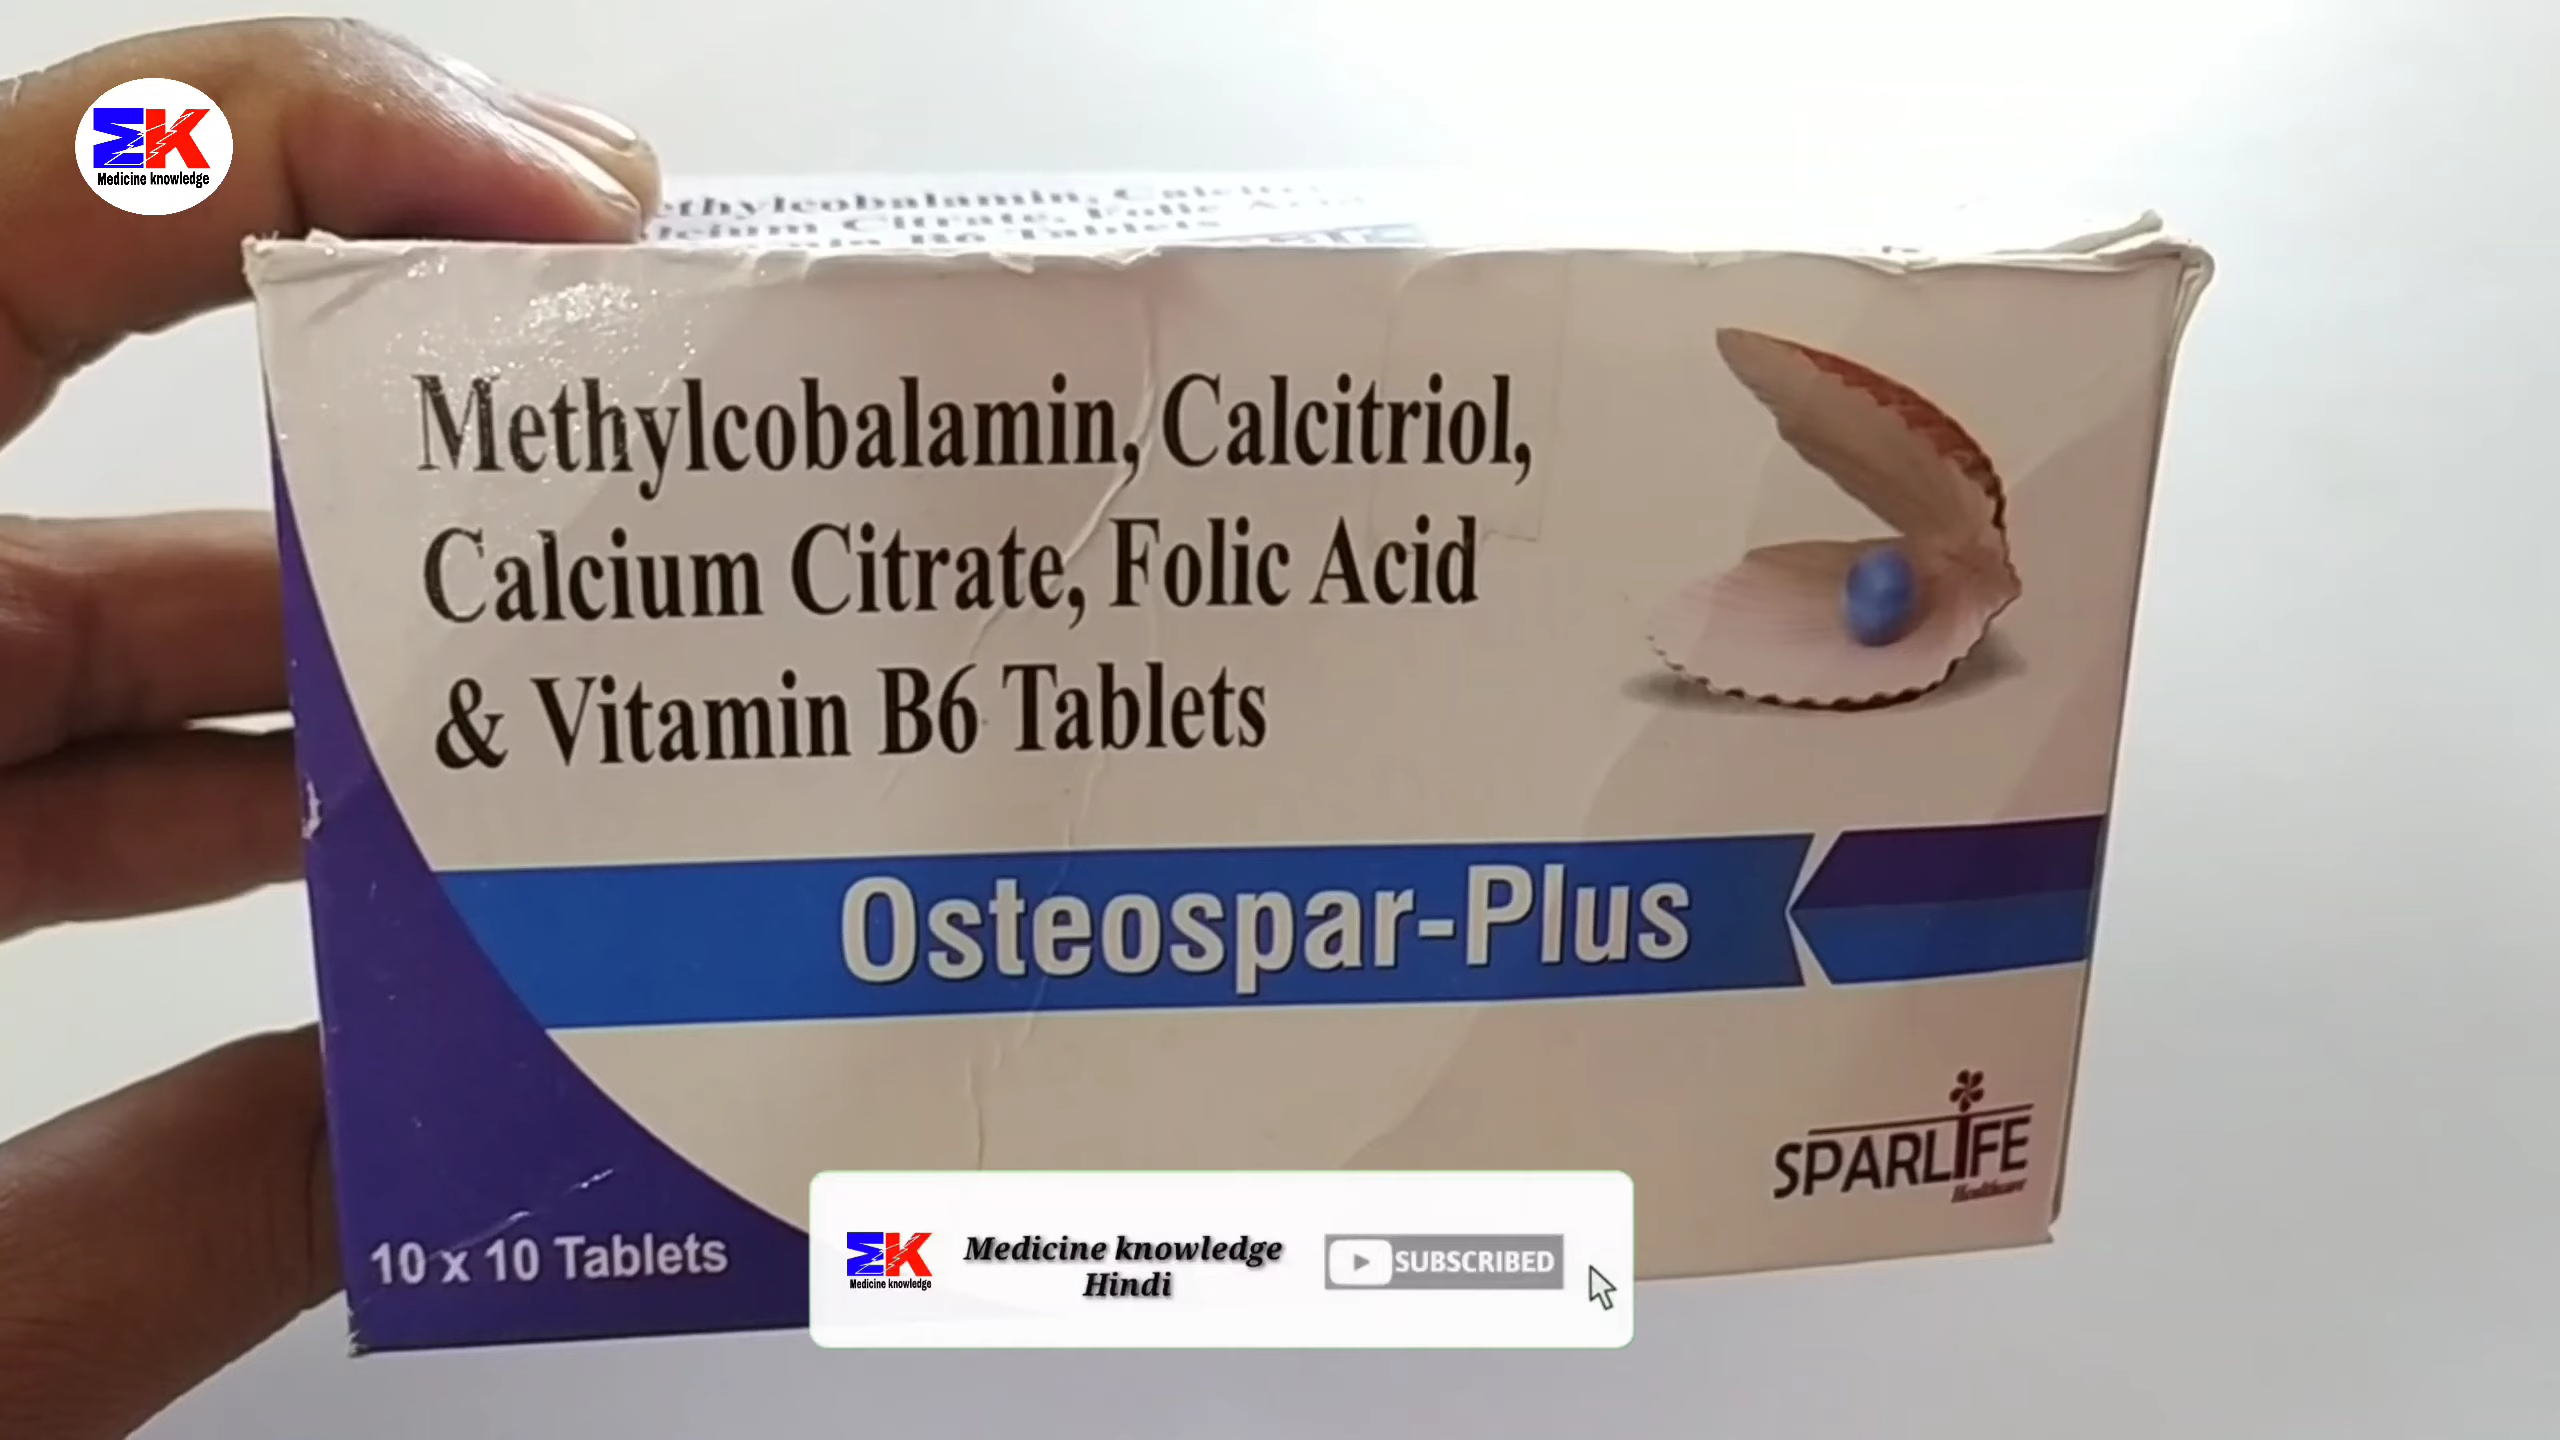 Medicine knowledge
Methylcobalamin, Calcitriol,
Calcium Citrate, Folic Acid
& Vitamin B6 Tablets
Osteospar-Plus
SPARLIFE
Healthcare
10 x 10 Tablets
Medicine knowledge
Medicine knowledge
Hindi
SUBSCRIBED